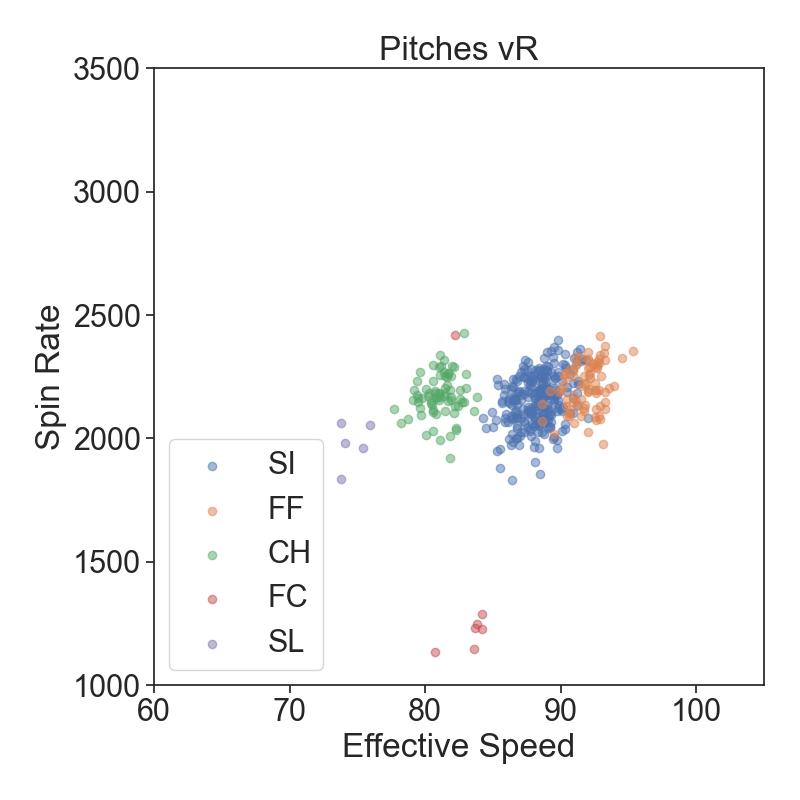 Pitches vR
3500
3000
2500
2000
1500
1000
Spin Rate
SI
FF
CH
FC
SL
60 70 80 90 100
Effective Speed